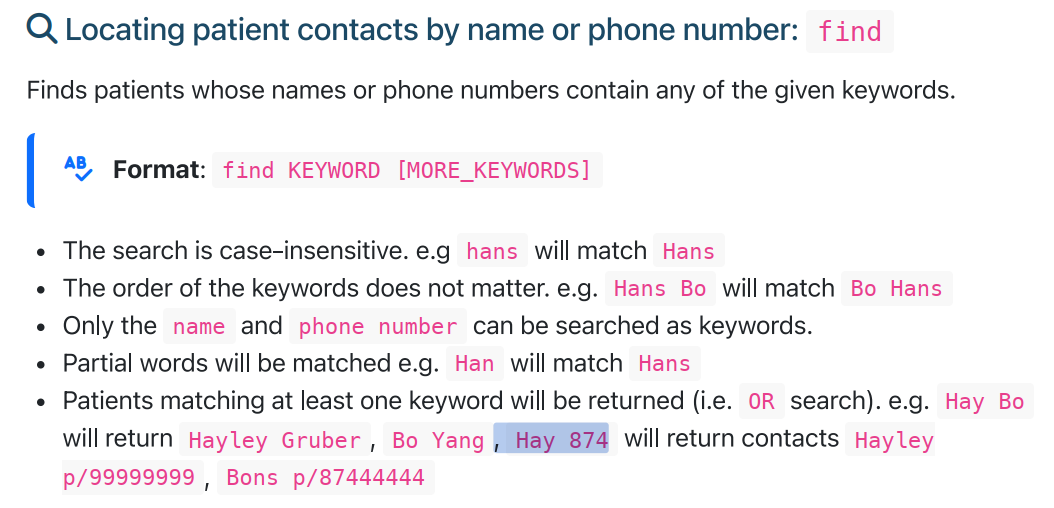 Locating patient contacts by name or phone number: find
Finds patients whose names or phone numbers contain any of the given keywords.
AB
Format: find KEYWORD [MORE_KEYWORDS]
• The search is case-insensitive. e.g hans will match Hans
• The order of the keywords does not matter. e.g. Hans Bo will match Bo Hans
• Only the name and phone number can be searched as keywords.
• Partial words will be matched e.g. Han will match Hans
• Patients matching at least one keyword will be returned (i.e. OR search). e.g. Hay Bo
will return Hayley Gruber, Bo Yang, Hay 874 will return contacts Hayley
p/99999999, Bons p/87444444